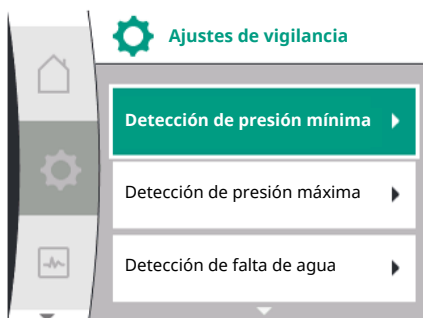 Ajustes de vigilancia
Detección de presión mínima
Detección de presión máxima
Detección de falta de agua